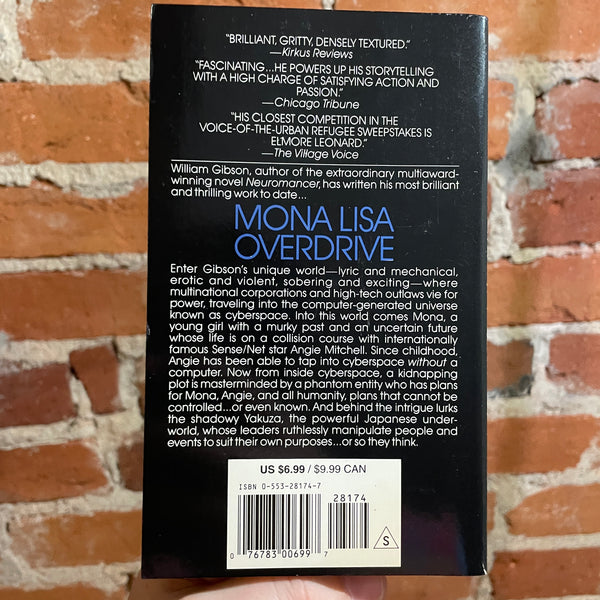 "BRILLIANT, GRITTY, DENSELY TEXTURED."
—Kirkus Reviews
"FASCINATING...HE POWERS UP HIS STORYTELLING
WITH A HIGH CHARGE OF SATISFYING ACTION AND
PASSION."
—Chicago Tribune
"HIS CLOSEST COMPETITION IN THE
VOICE-OF-THE-URBAN REFUGEE SWEEPSTAKES IS
ELMORE LEONARD."
—The Village Voice
William Gibson, author of the extraordinary multiaward-
winning novel Neuromancer, has written his most brilliant
and thrilling work to date...
MONA LISA
OVERDRIVE
Enter Gibson's unique world—lyric and mechanical,
erotic and violent, sobering and exciting—where
multinational corporations and high-tech outlaws vie for
power, traveling into the computer-generated universe
known as cyberspace. Into this world comes Mona, a
young girl with a murky past and an uncertain future
whose life is on a collision course with internationally
famous Sense/Net star Angie Mitchell. Since childhood,
Angie has been able to tap into cyberspace without a
computer. Now from inside cyberspace, a kidnapping
plot is masterminded by a phantom entity who has plans
for Mona, Angie, and all humanity, plans that cannot be
controlled...or even known. And behind the intrigue lurks
the shadowy Yakuza, the powerful Japanese under-
world, whose leaders ruthlessly manipulate people and
events to suit their own purposes...or so they think.
US $6.99 / $9.99 CAN
ISBN 0-553-28174-7
28174
S
0 76783 00699 7